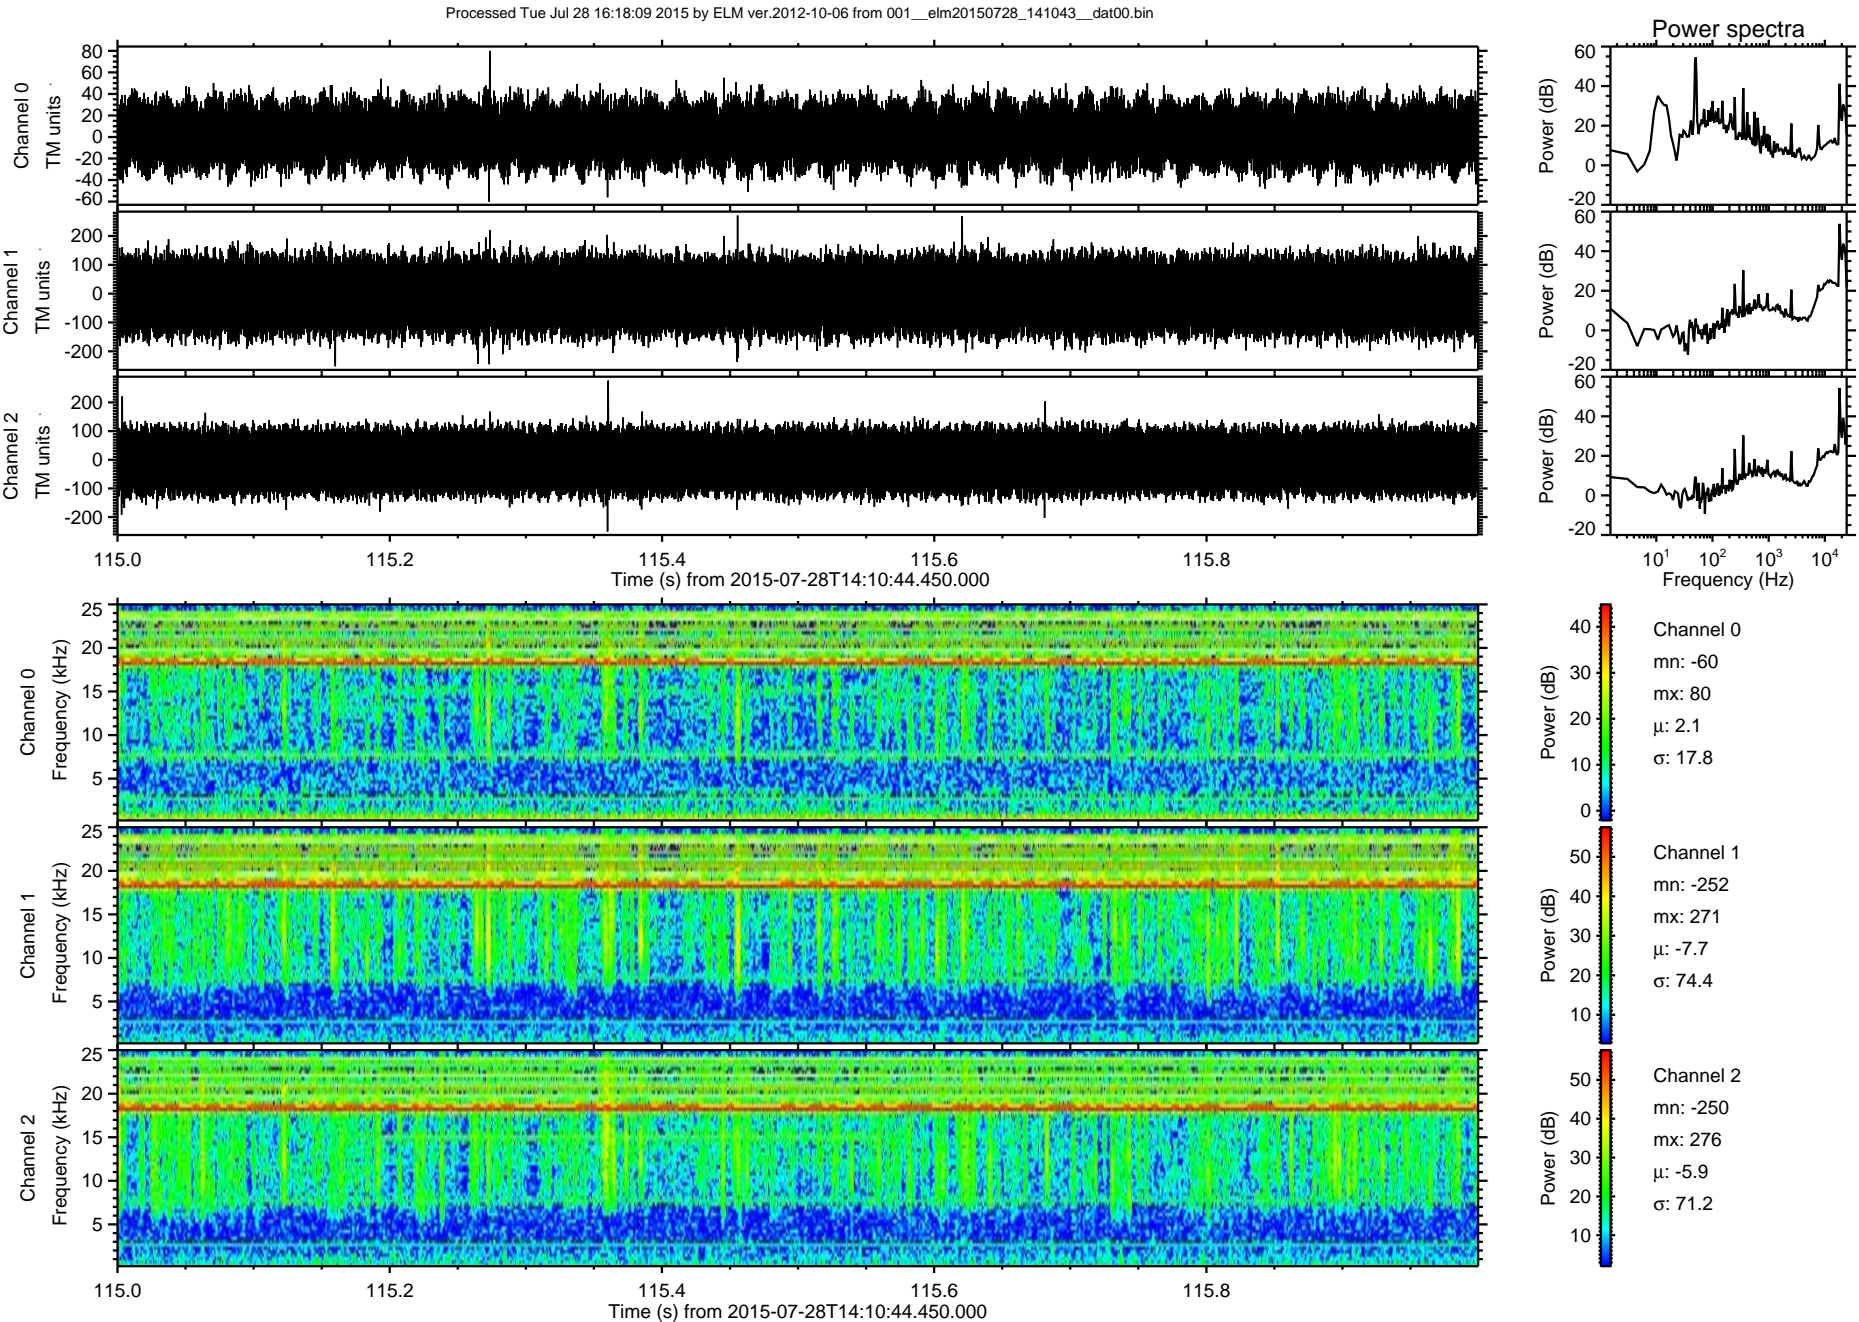 Processed Tue Jul 28 16:18:09 2015 by ELM ver.2012-10-06 from 001__elm20150728_141043__dat00.bin
Power spectra
Channel 0
TM units
80
60
40
20
0
-20
-40
-60
Power (dB)
60
40
20
0
-20
Channel 1
TM units
200
100
0
-100
-200
Power (dB)
60
40
20
0
-20
Channel 2
TM units
200
100
0
-100
-200
Power (dB)
60
40
20
0
-20
115.0 115.2 115.4 115.6 115.8
Time (s) from 2015-07-28T14:10:44.450.000
10¹ 10² 10³ 10⁴
Frequency (Hz)
Channel 0
Frequency (kHz)
25
20
15
10
5
Power (dB)
40
30
20
10
0
Channel 0
mn: -60
mx: 80
μ: 2.1
σ: 17.8
Channel 1
Frequency (kHz)
25
20
15
10
5
Power (dB)
50
40
30
20
10
Channel 1
mn: -252
mx: 271
μ: -7.7
σ: 74.4
Channel 2
Frequency (kHz)
25
20
15
10
5
Power (dB)
50
40
30
20
10
Channel 2
mn: -250
mx: 276
μ: -5.9
σ: 71.2
115.0 115.2 115.4 115.6 115.8
Time (s) from 2015-07-28T14:10:44.450.000